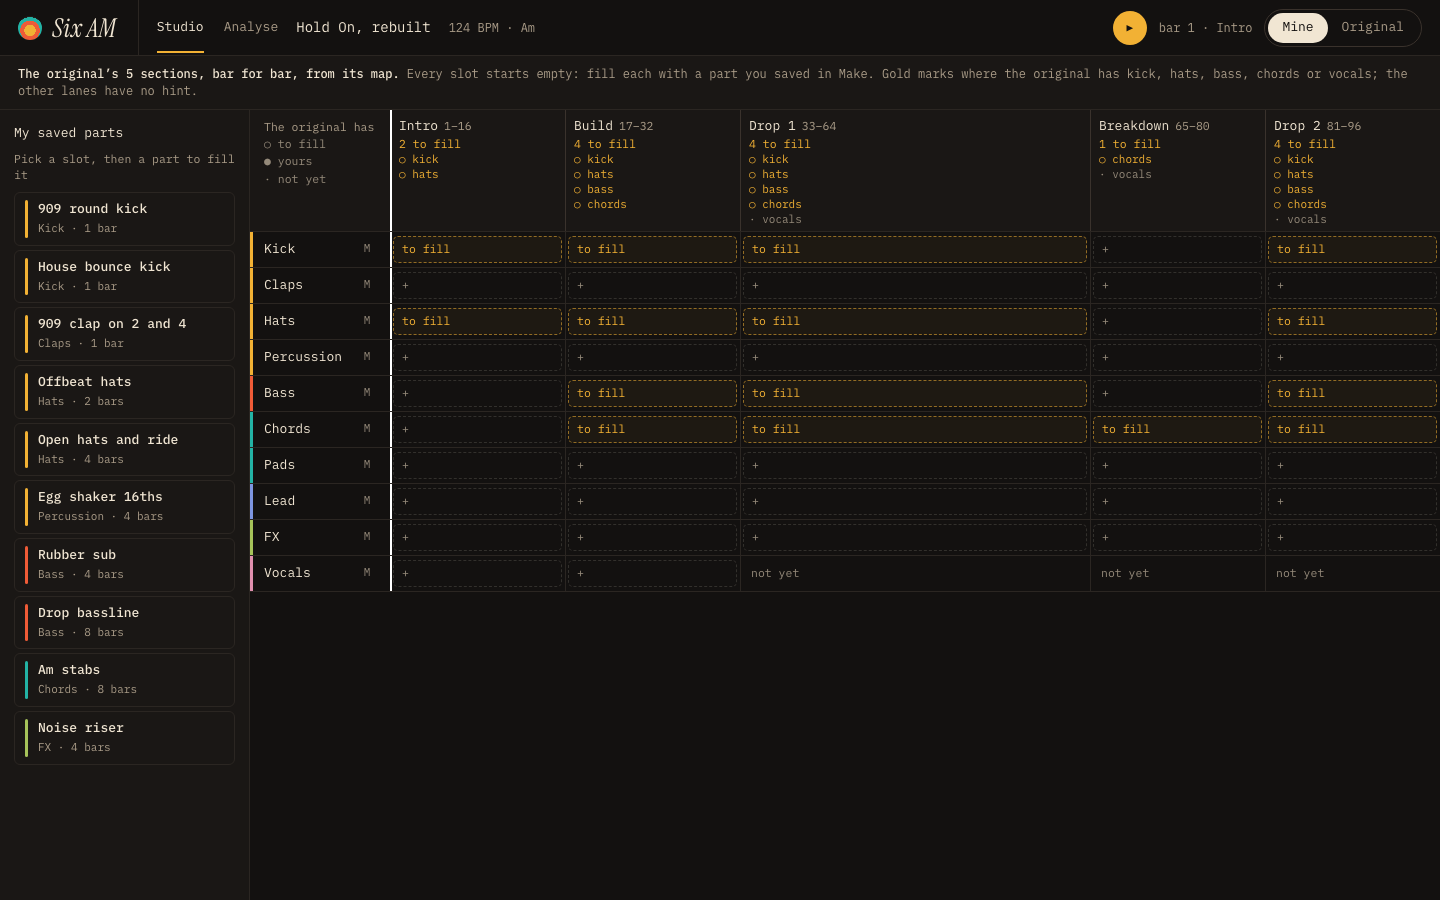 Six AM
Studio
Analyse
Hold On, rebuilt
124 BPM · Am
▶
bar 1 · Intro
Mine
Original
The original's 5 sections, bar for bar, from its map. Every slot starts empty: fill each with a part you saved in Make. Gold marks where the original has kick, hats, bass, chords or vocals; the
other lanes have no hint.
My saved parts
Pick a slot, then a part to fill
it
909 round kick
Kick · 1 bar
House bounce kick
Kick · 1 bar
909 clap on 2 and 4
Claps · 1 bar
Offbeat hats
Hats · 2 bars
Open hats and ride
Hats · 4 bars
Egg shaker 16ths
Percussion · 4 bars
Rubber sub
Bass · 4 bars
Drop bassline
Bass · 8 bars
Am stabs
Chords · 8 bars
Noise riser
FX · 4 bars
The original has
○ to fill
● yours
· not yet
Intro 1–16
2 to fill
○ kick
○ hats
Build 17–32
4 to fill
○ kick
○ hats
○ bass
○ chords
Drop 1 33–64
4 to fill
○ kick
○ hats
○ bass
○ chords
· vocals
Breakdown 65–80
1 to fill
○ chords
· vocals
Drop 2 81–96
4 to fill
○ kick
○ hats
○ bass
○ chords
· vocals
Kick M to fill to fill to fill + to fill
Claps M + + + + +
Hats M to fill to fill to fill + to fill
Percussion M + + + + +
Bass M + to fill to fill + to fill
Chords M + to fill to fill to fill to fill
Pads M + + + + +
Lead M + + + + +
FX M + + + + +
Vocals M + + not yet not yet not yet